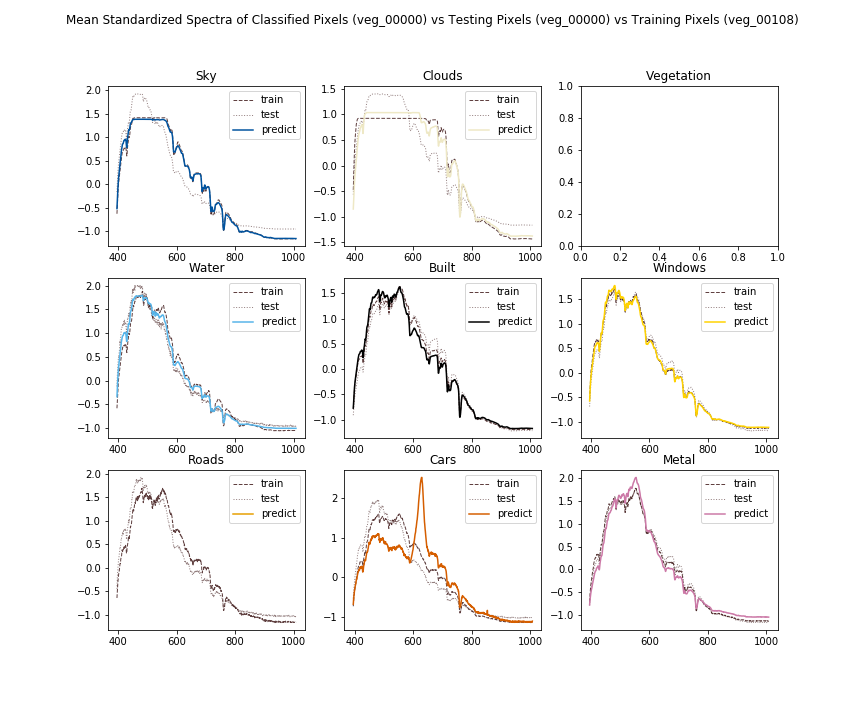 Mean Standardized Spectra of Classified Pixels (veg_00000) vs Testing Pixels (veg_00000) vs Training Pixels (veg_00108)
Sky Clouds Vegetation
2.0 1.5 1.0 0.5 0.0 −0.5 −1.0
train
test
predict
400 600 800 1000
1.5 1.0 0.5 0.0 −0.5 −1.0 −1.5
train
test
predict
400 600 800 1000
1.0 0.8 0.6 0.4 0.2 0.0
0.0 0.2 0.4 0.6 0.8 1.0
Water Built Windows
2.0 1.5 1.0 0.5 0.0 −0.5 −1.0
train
test
predict
400 600 800 1000
1.5 1.0 0.5 0.0 −0.5 −1.0
train
test
predict
400 600 800 1000
1.5 1.0 0.5 0.0 −0.5 −1.0
train
test
predict
400 600 800 1000
Roads Cars Metal
2.0 1.5 1.0 0.5 0.0 −0.5 −1.0
train
test
predict
400 600 800 1000
2 1 0 −1
train
test
predict
400 600 800 1000
2.0 1.5 1.0 0.5 0.0 −0.5 −1.0
train
test
predict
400 600 800 1000